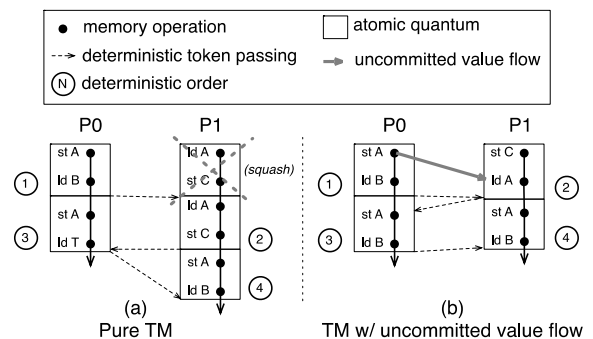 memory operation
atomic quantum
deterministic token passing
uncommitted value flow
N deterministic order
P0
P1
st A
ld B
st A
ld T
1
3
ld A
st C
(squash)
ld A
st C
st A
ld B
2
4
(a)
Pure TM
P0
P1
st A
ld B
st A
ld B
1
3
st C
ld A
st A
ld B
2
4
(b)
TM w/ uncommitted value flow